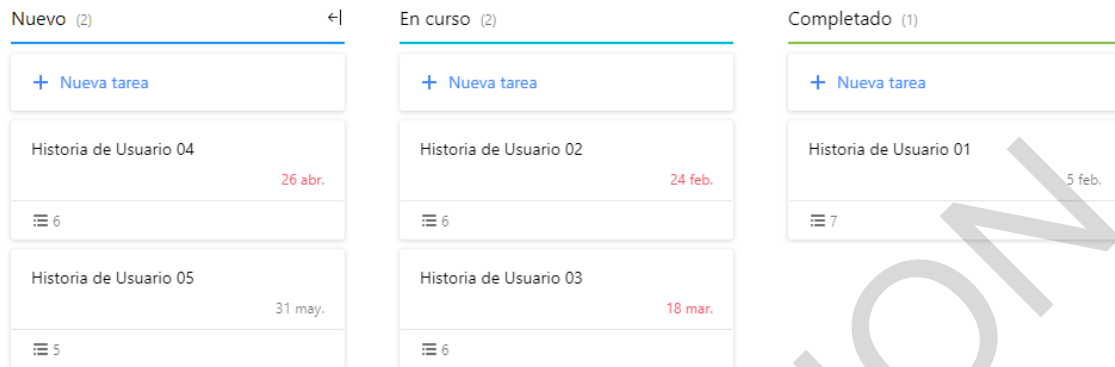 Nuevo (2)
+ Nueva tarea
Historia de Usuario 04
26 abr.
6
Historia de Usuario 05
31 may.
5
En curso (2)
+ Nueva tarea
Historia de Usuario 02
24 feb.
6
Historia de Usuario 03
18 mar.
6
Completado (1)
+ Nueva tarea
Historia de Usuario 01
5 feb.
7
ON